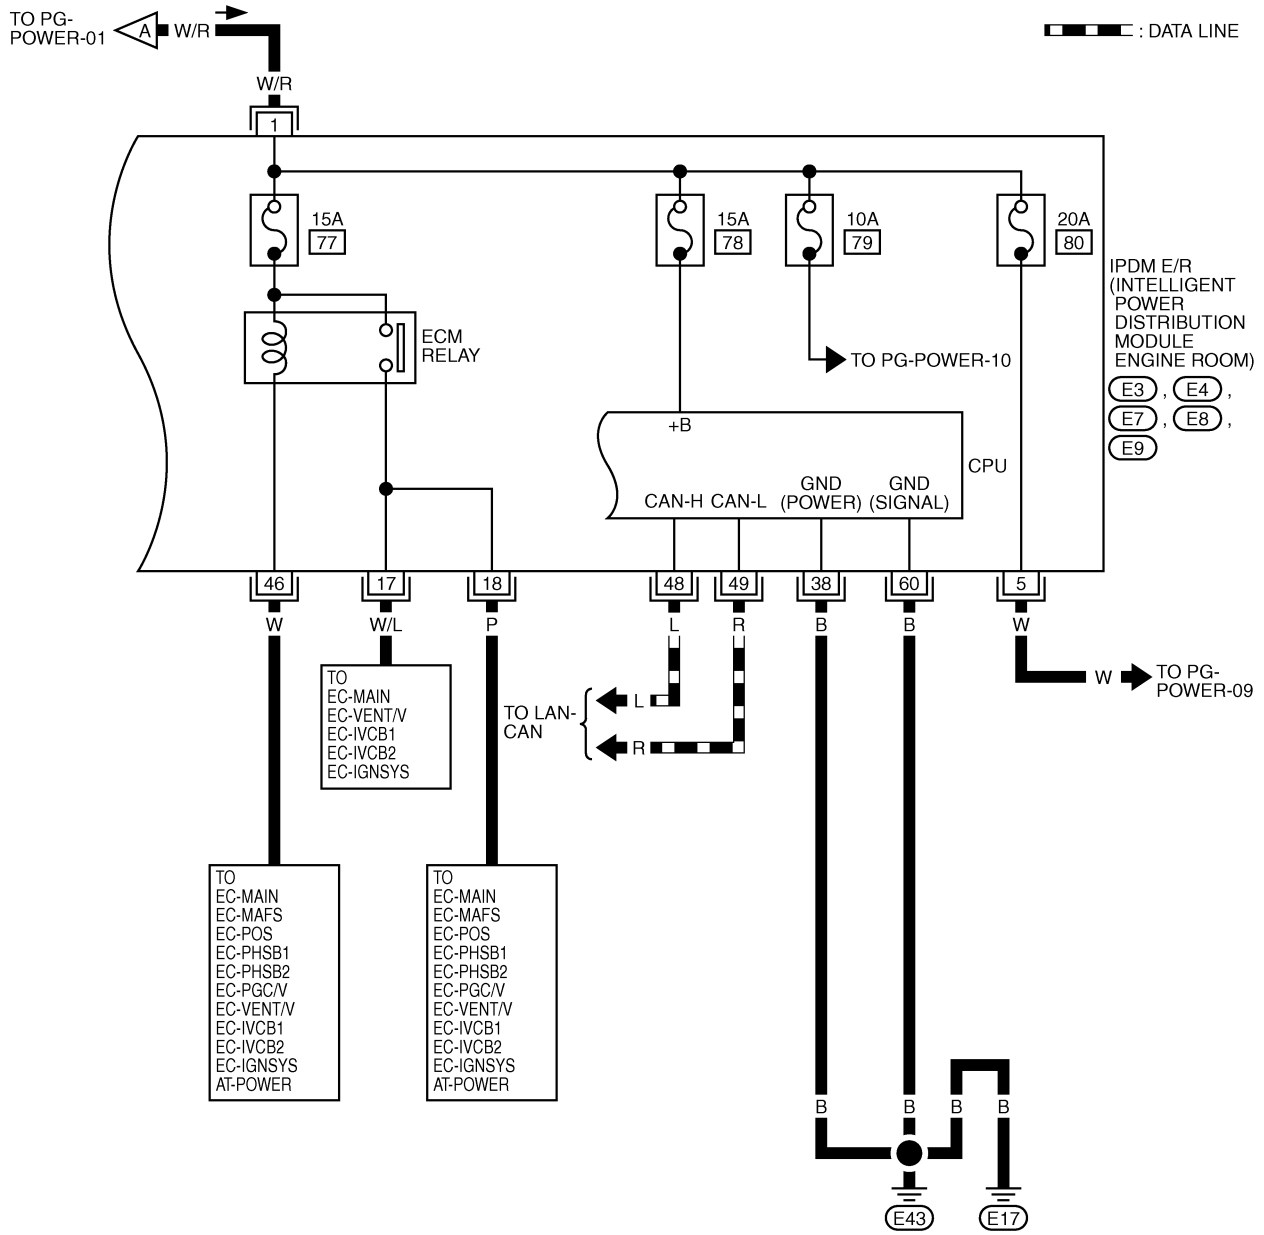 TO PG-
POWER-01
A
W/R
: DATA LINE
W/R
1
15A
77
15A
78
10A
79
20A
80
IPDM E/R
(INTELLIGENT
POWER
DISTRIBUTION
MODULE
ENGINE ROOM)
E3 , E4 ,
E7 , E8 ,
E9
ECM
RELAY
TO PG-POWER-10
+B
CPU
CAN-H
CAN-L
GND
(POWER)
GND
(SIGNAL)
46
17
18
48
49
38
60
5
W
W/L
P
L
R
B
B
W
TO
EC-MAIN
EC-VENT/V
EC-IVCB1
EC-IVCB2
EC-IGNSYS
TO LAN-
CAN
L
R
W
TO PG-
POWER-09
TO
EC-MAIN
EC-MAFS
EC-POS
EC-PHSB1
EC-PHSB2
EC-PGC/V
EC-VENT/V
EC-IVCB1
EC-IVCB2
EC-IGNSYS
AT-POWER
TO
EC-MAIN
EC-MAFS
EC-POS
EC-PHSB1
EC-PHSB2
EC-PGC/V
EC-VENT/V
EC-IVCB1
EC-IVCB2
EC-IGNSYS
AT-POWER
B
B
B
B
E43
E17